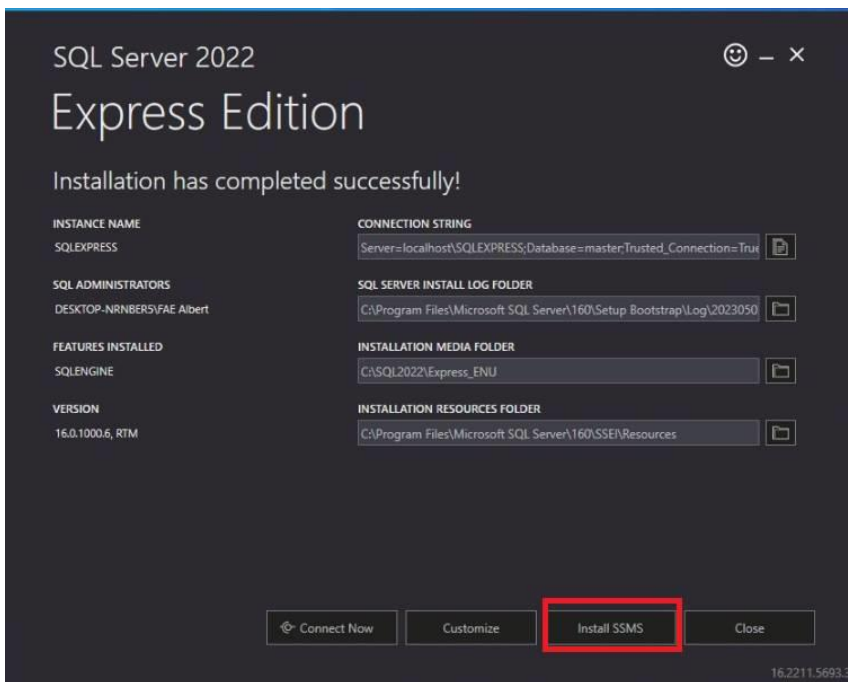 SQL Server 2022
Express Edition
Installation has completed successfully!
INSTANCE NAME
SQLEXPRESS
CONNECTION STRING
Server=localhost\SQLEXPRESS;Database=master;Trusted_Connection=True
SQL ADMINISTRATORS
DESKTOP-NRNBER5\FAE Albert
SQL SERVER INSTALL LOG FOLDER
C:\Program Files\Microsoft SQL Server\160\Setup Bootstrap\Log\2023050
FEATURES INSTALLED
SQLENGINE
INSTALLATION MEDIA FOLDER
C:\SQL2022\Express_ENU
VERSION
16.0.1000.6, RTM
INSTALLATION RESOURCES FOLDER
C:\Program Files\Microsoft SQL Server\160\SSEI\Resources
Connect Now
Customize
Install SSMS
Close
16.2211.5693.3